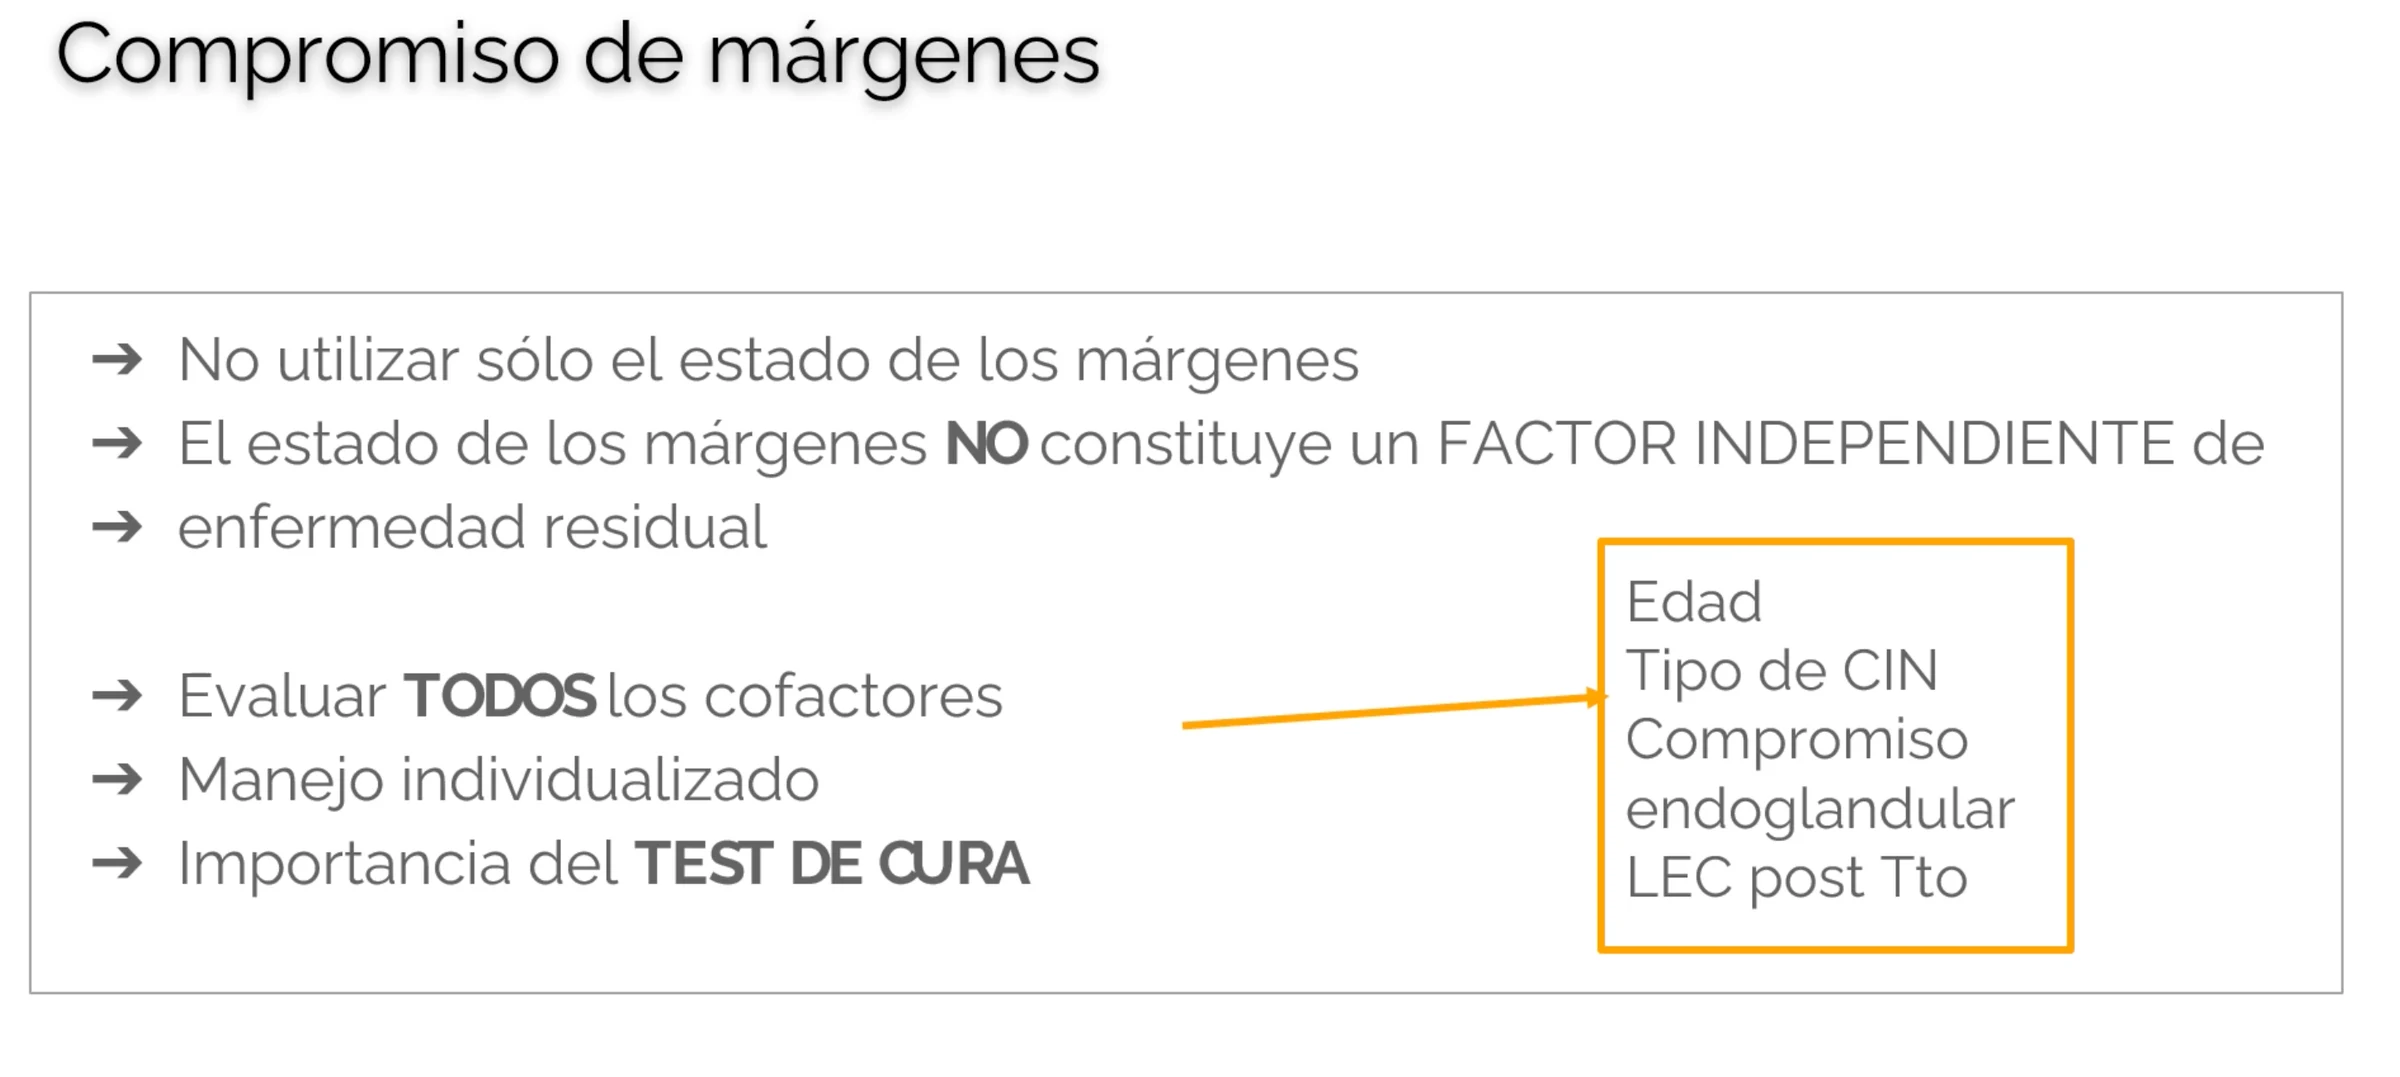 Compromiso de márgenes
➔ No utilizar sólo el estado de los márgenes
➔ El estado de los márgenes NO constituye un FACTOR INDEPENDIENTE de
➔ enfermedad residual
➔ Evaluar TODOS los cofactores
➔ Manejo individualizado
➔ Importancia del TEST DE CURA
Edad
Tipo de CIN
Compromiso
endoglandular
LEC post Tto